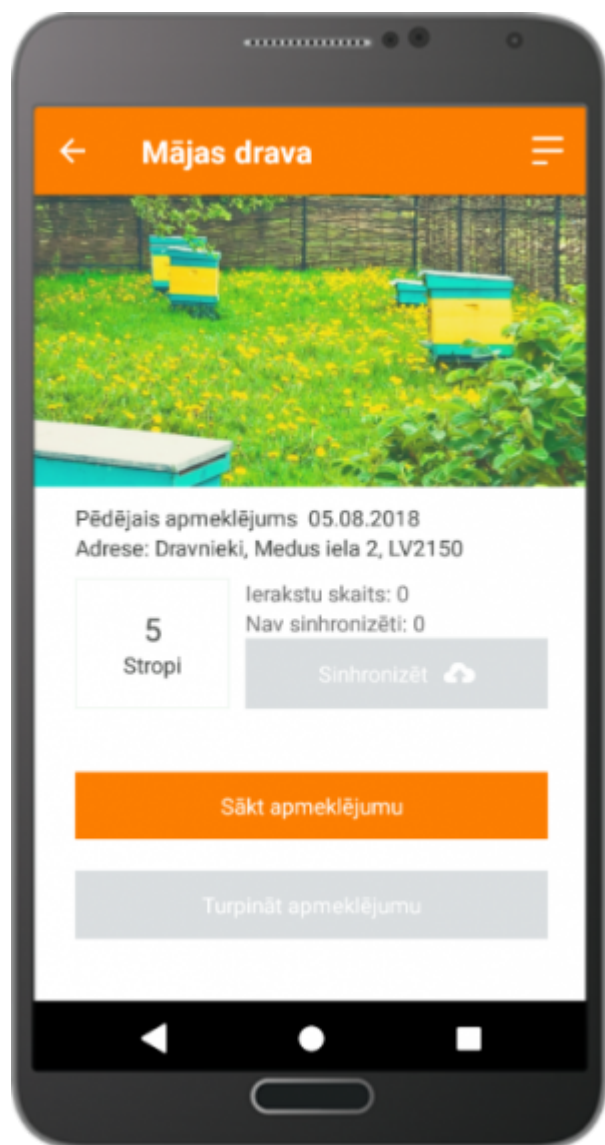 Mājas drava
Pēdējais apmeklējums 05.08.2018
Adrese: Dravnieki, Medus iela 2, LV2150
5
Stropi
Ierakstu skaits: 0
Nav sinhronizēti: 0
Sinhronizēt
Sākt apmeklējumu
Turpināt apmeklējumu